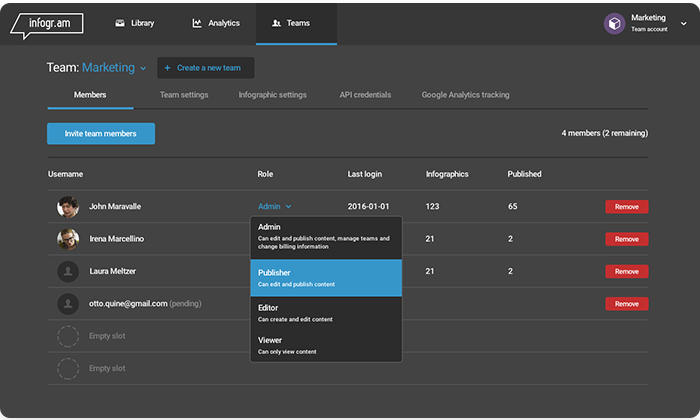 infogr.am
Library
Analytics
Teams
Marketing
Team account
Team: Marketing
+ Create a new team
Members
Team settings
Infographic settings
API credentials
Google Analytics tracking
Invite team members
4 members (2 remaining)
Username
Role
Last login
Infographics
Published
John Maravalle
Admin
2016-01-01
123
65
Remove
Irena Marcellino
21
2
Remove
Laura Meltzer
21
2
Remove
otto.quine@gmail.com (pending)
Remove
Empty slot
Empty slot
Admin
Can edit and publish content, manage teams and
change billing information
Publisher
Can edit and publish content
Editor
Can create and edit content
Viewer
Can only view content